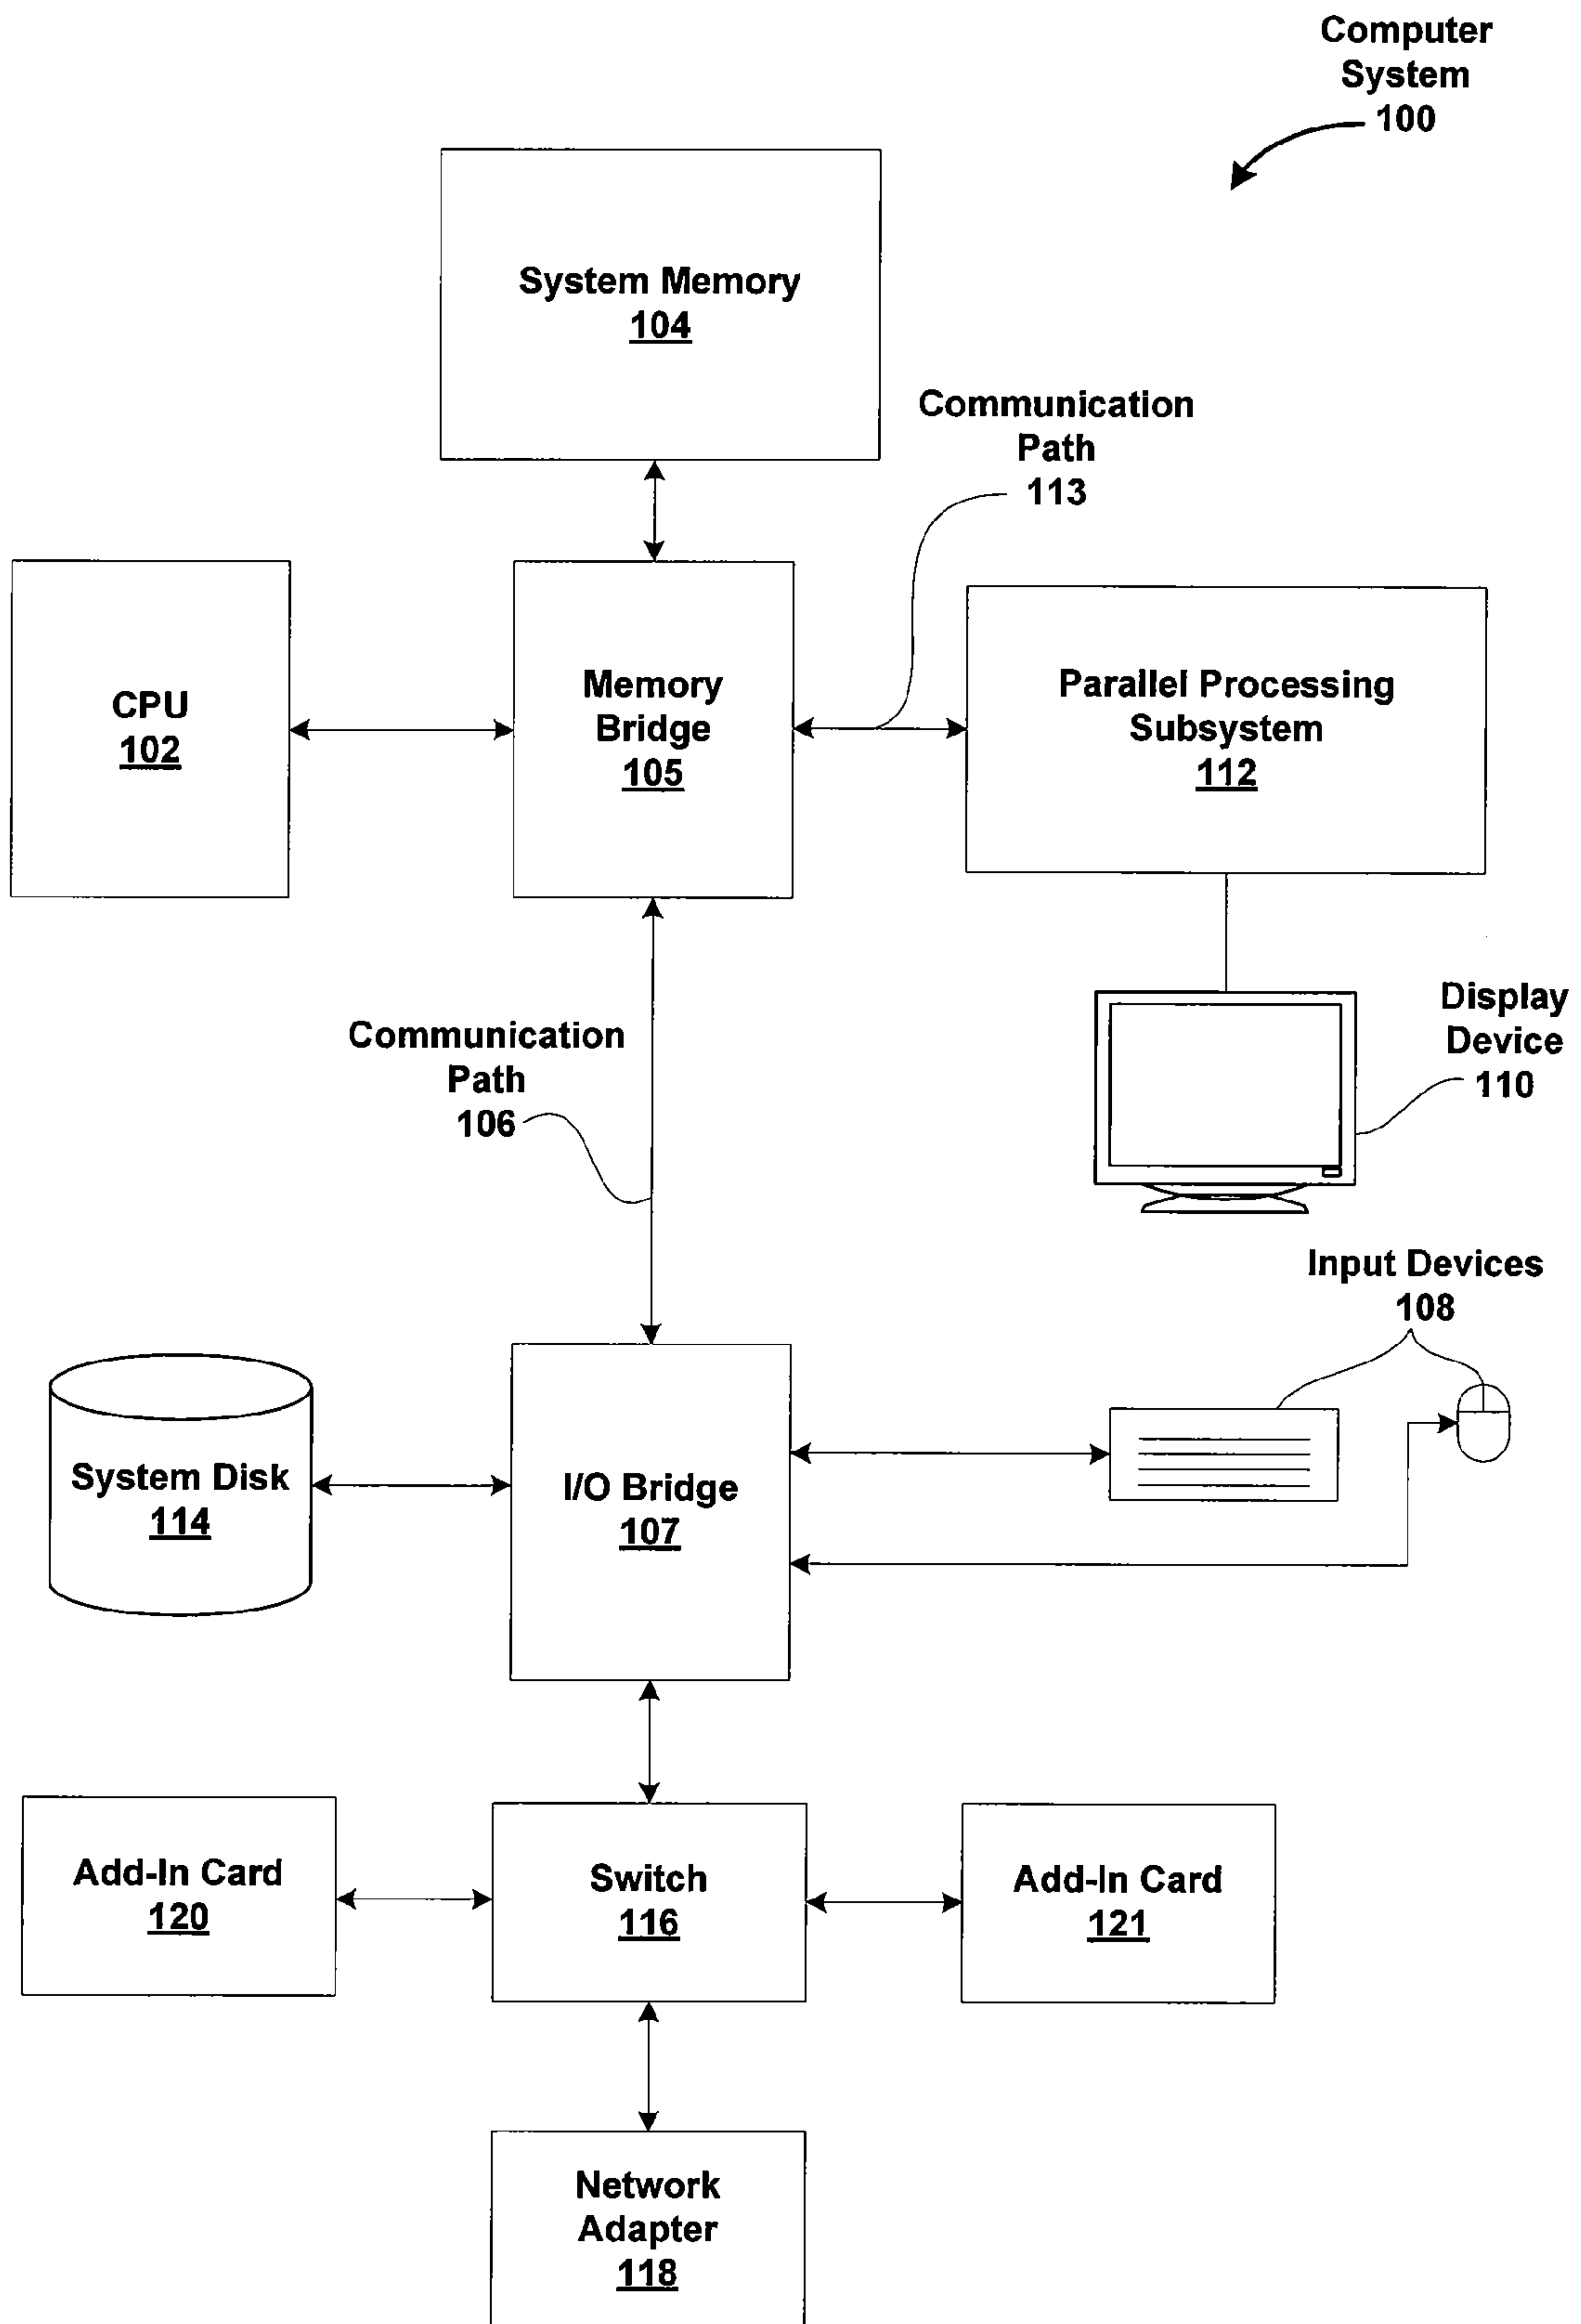 Computer
System
100
System Memory
104
Communication
Path
113
CPU
102
Memory
Bridge
105
Parallel Processing
Subsystem
112
Communication
Path
106
Display
Device
110
Input Devices
108
System Disk
114
I/O Bridge
107
Add-In Card
120
Switch
116
Add-In Card
121
Network
Adapter
118